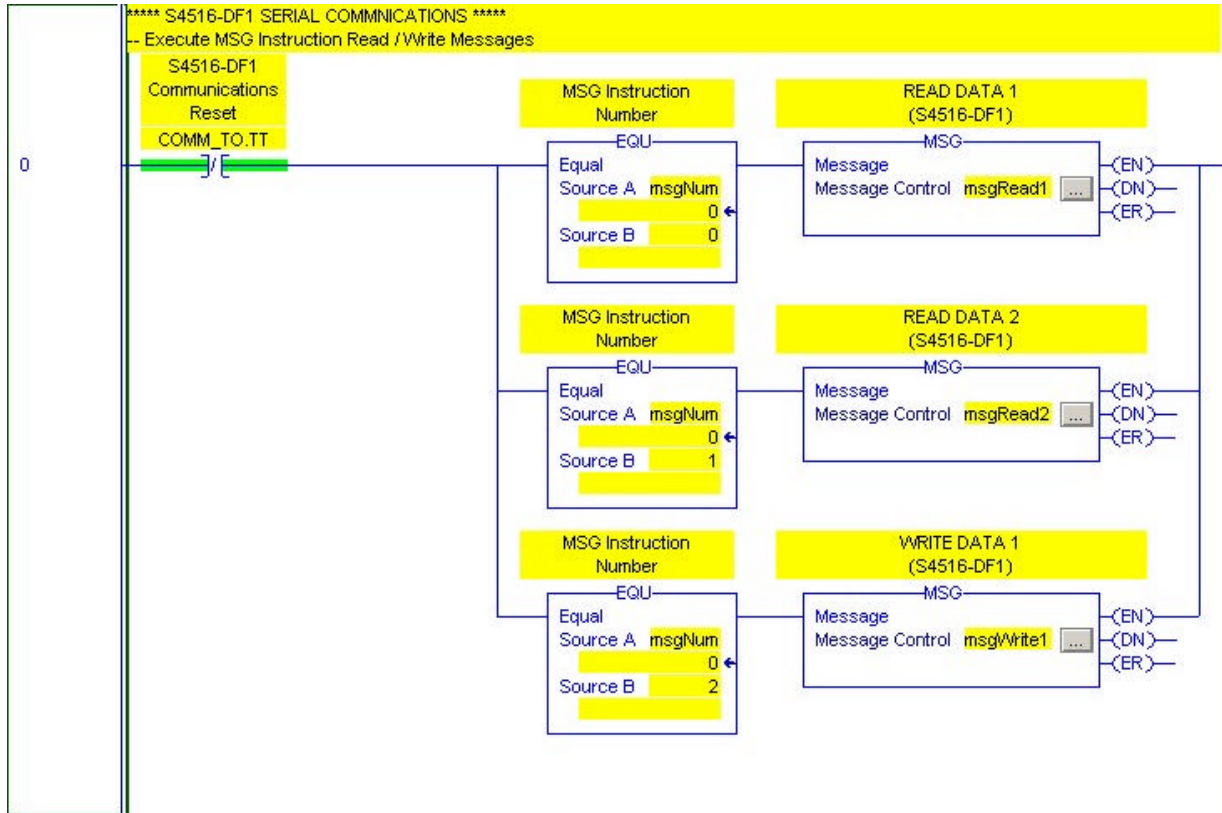 ***** S4516-DF1 SERIAL COMMNICATIONS *****
-- Execute MSG Instruction Read / Write Messages
S4516-DF1
Communications
Reset
COMM_TO.TT
0
MSG Instruction
Number
EQU
Equal
Source A msgNum
0
Source B 0
READ DATA 1
(S4516-DF1)
MSG
Message
Message Control msgRead1 ...
(EN)
(DN)
(ER)
MSG Instruction
Number
EQU
Equal
Source A msgNum
0
Source B 1
READ DATA 2
(S4516-DF1)
MSG
Message
Message Control msgRead2 ...
(EN)
(DN)
(ER)
MSG Instruction
Number
EQU
Equal
Source A msgNum
0
Source B 2
WRITE DATA 1
(S4516-DF1)
MSG
Message
Message Control msgWrite1 ...
(EN)
(DN)
(ER)